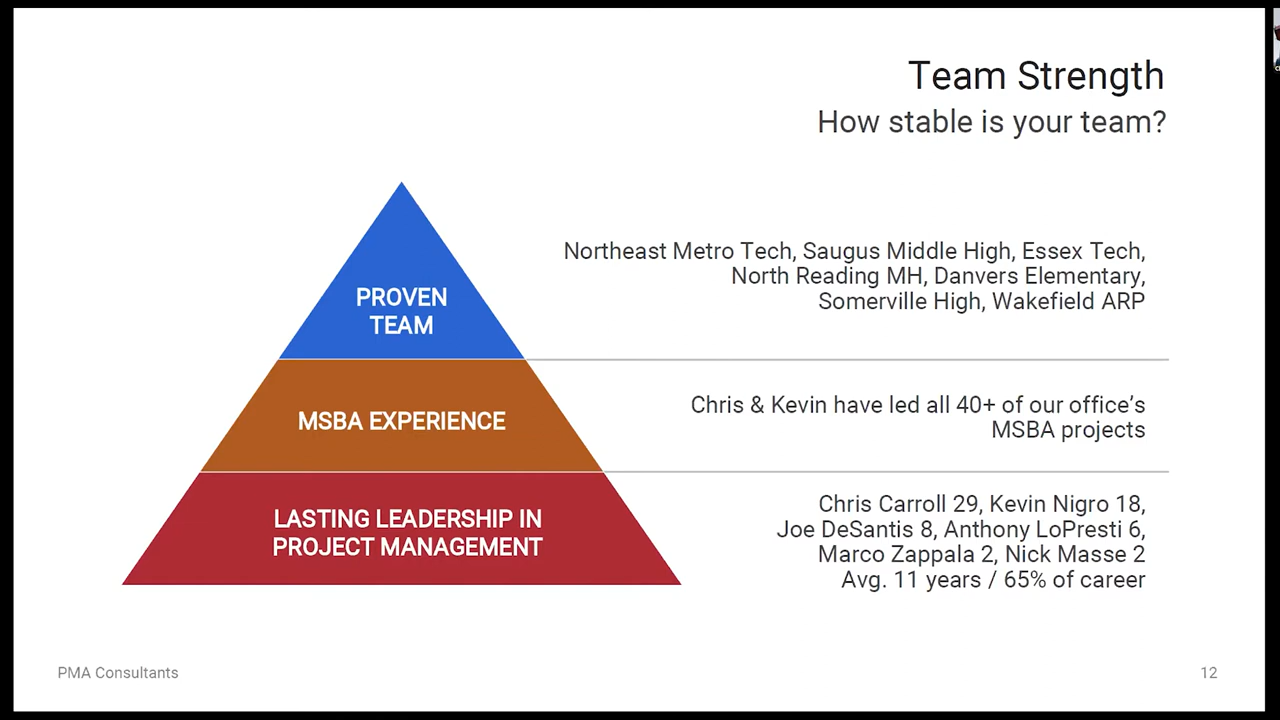 Team Strength
How stable is your team?
PROVEN
TEAM
Northeast Metro Tech, Saugus Middle High, Essex Tech,
North Reading MH, Danvers Elementary,
Somerville High, Wakefield ARP
MSBA EXPERIENCE
Chris & Kevin have led all 40+ of our office’s
MSBA projects
LASTING LEADERSHIP IN
PROJECT MANAGEMENT
Chris Carroll 29, Kevin Nigro 18,
Joe DeSantis 8, Anthony LoPresti 6,
Marco Zappala 2, Nick Masse 2
Avg. 11 years / 65% of career
PMA Consultants
12